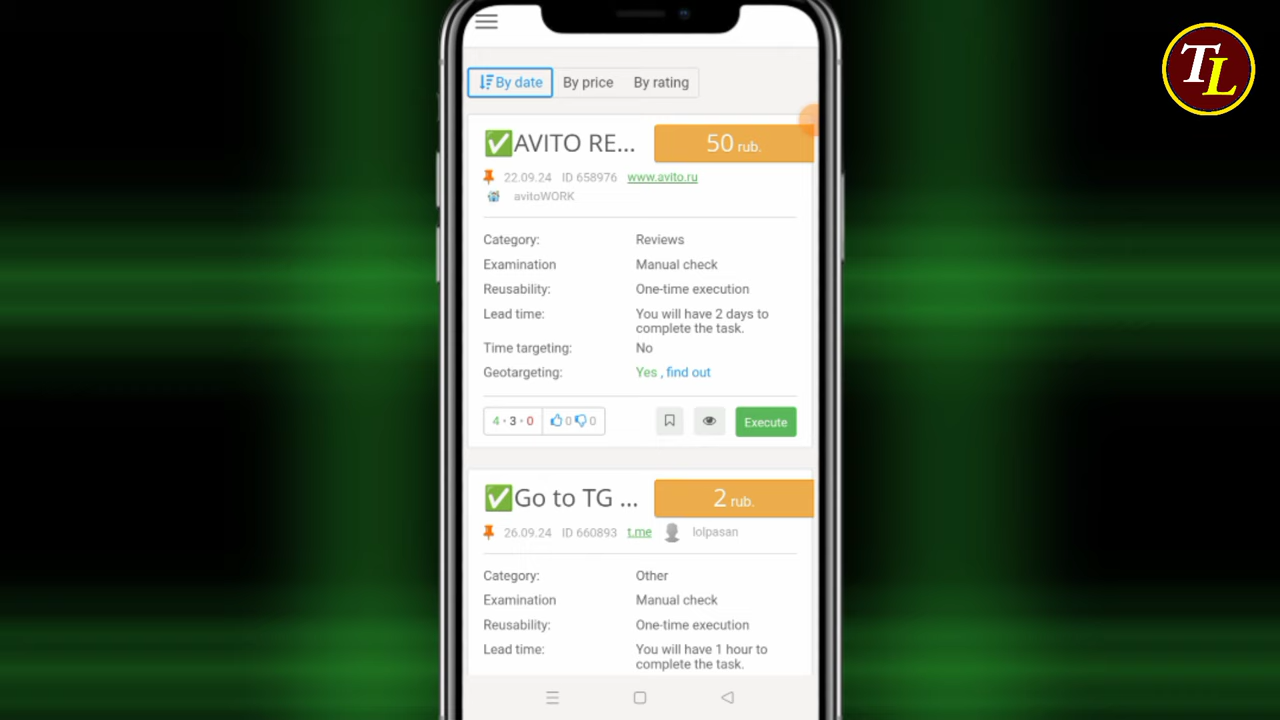 TL
By date By price By rating
AVITO RE... 50 rub.
22.09.24 ID 658976 www.avito.ru
avitoWORK
Category: Reviews
Examination Manual check
Reusability: One-time execution
Lead time: You will have 2 days to
complete the task.
Time targeting: No
Geotargeting: Yes , find out
4 · 3 · 0 0 0 Execute
Go to TG ... 2 rub.
26.09.24 ID 660893 t.me lolpasan
Category: Other
Examination Manual check
Reusability: One-time execution
Lead time: You will have 1 hour to
complete the task.